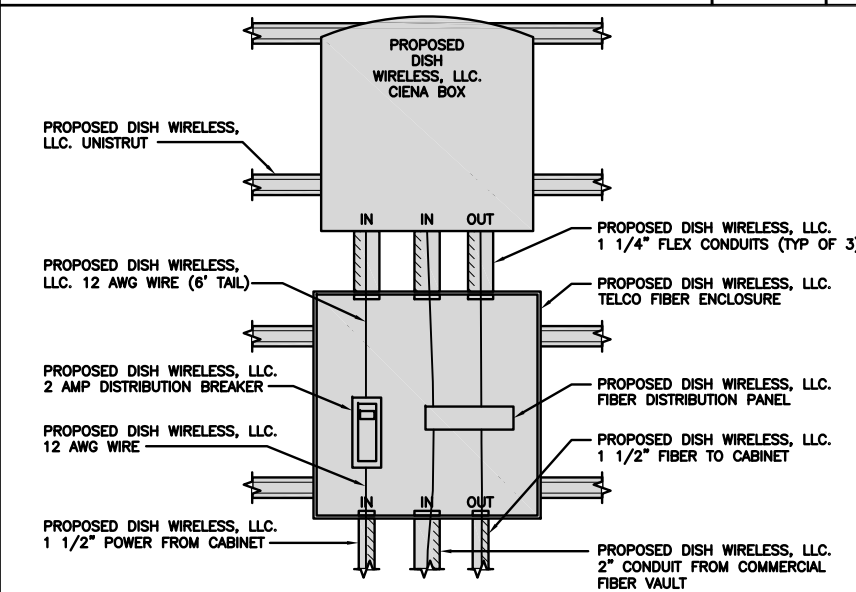 PROPOSED
DISH
WIRELESS, LLC.
CIENA BOX
PROPOSED DISH WIRELESS,
LLC. UNISTRUT
IN
IN
OUT
PROPOSED DISH WIRELESS, LLC.
1 1/4" FLEX CONDUITS (TYP OF 3)
PROPOSED DISH WIRELESS,
LLC. 12 AWG WIRE (6' TAIL)
PROPOSED DISH WIRELESS, LLC.
TELCO FIBER ENCLOSURE
PROPOSED DISH WIRELESS, LLC.
2 AMP DISTRIBUTION BREAKER
PROPOSED DISH WIRELESS, LLC.
FIBER DISTRIBUTION PANEL
PROPOSED DISH WIRELESS, LLC.
12 AWG WIRE
PROPOSED DISH WIRELESS, LLC.
1 1/2" FIBER TO CABINET
IN
IN
OUT
PROPOSED DISH WIRELESS, LLC.
1 1/2" POWER FROM CABINET
PROPOSED DISH WIRELESS, LLC.
2" CONDUIT FROM COMMERCIAL
FIBER VAULT